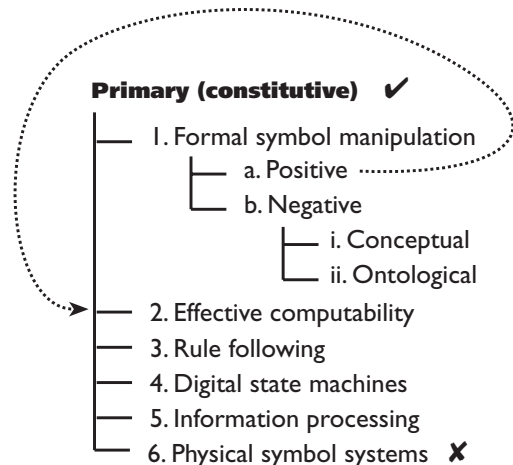 Primary (constitutive) ✔
1. Formal symbol manipulation
a. Positive
b. Negative
i. Conceptual
ii. Ontological
2. Effective computability
3. Rule following
4. Digital state machines
5. Information processing
6. Physical symbol systems ✘